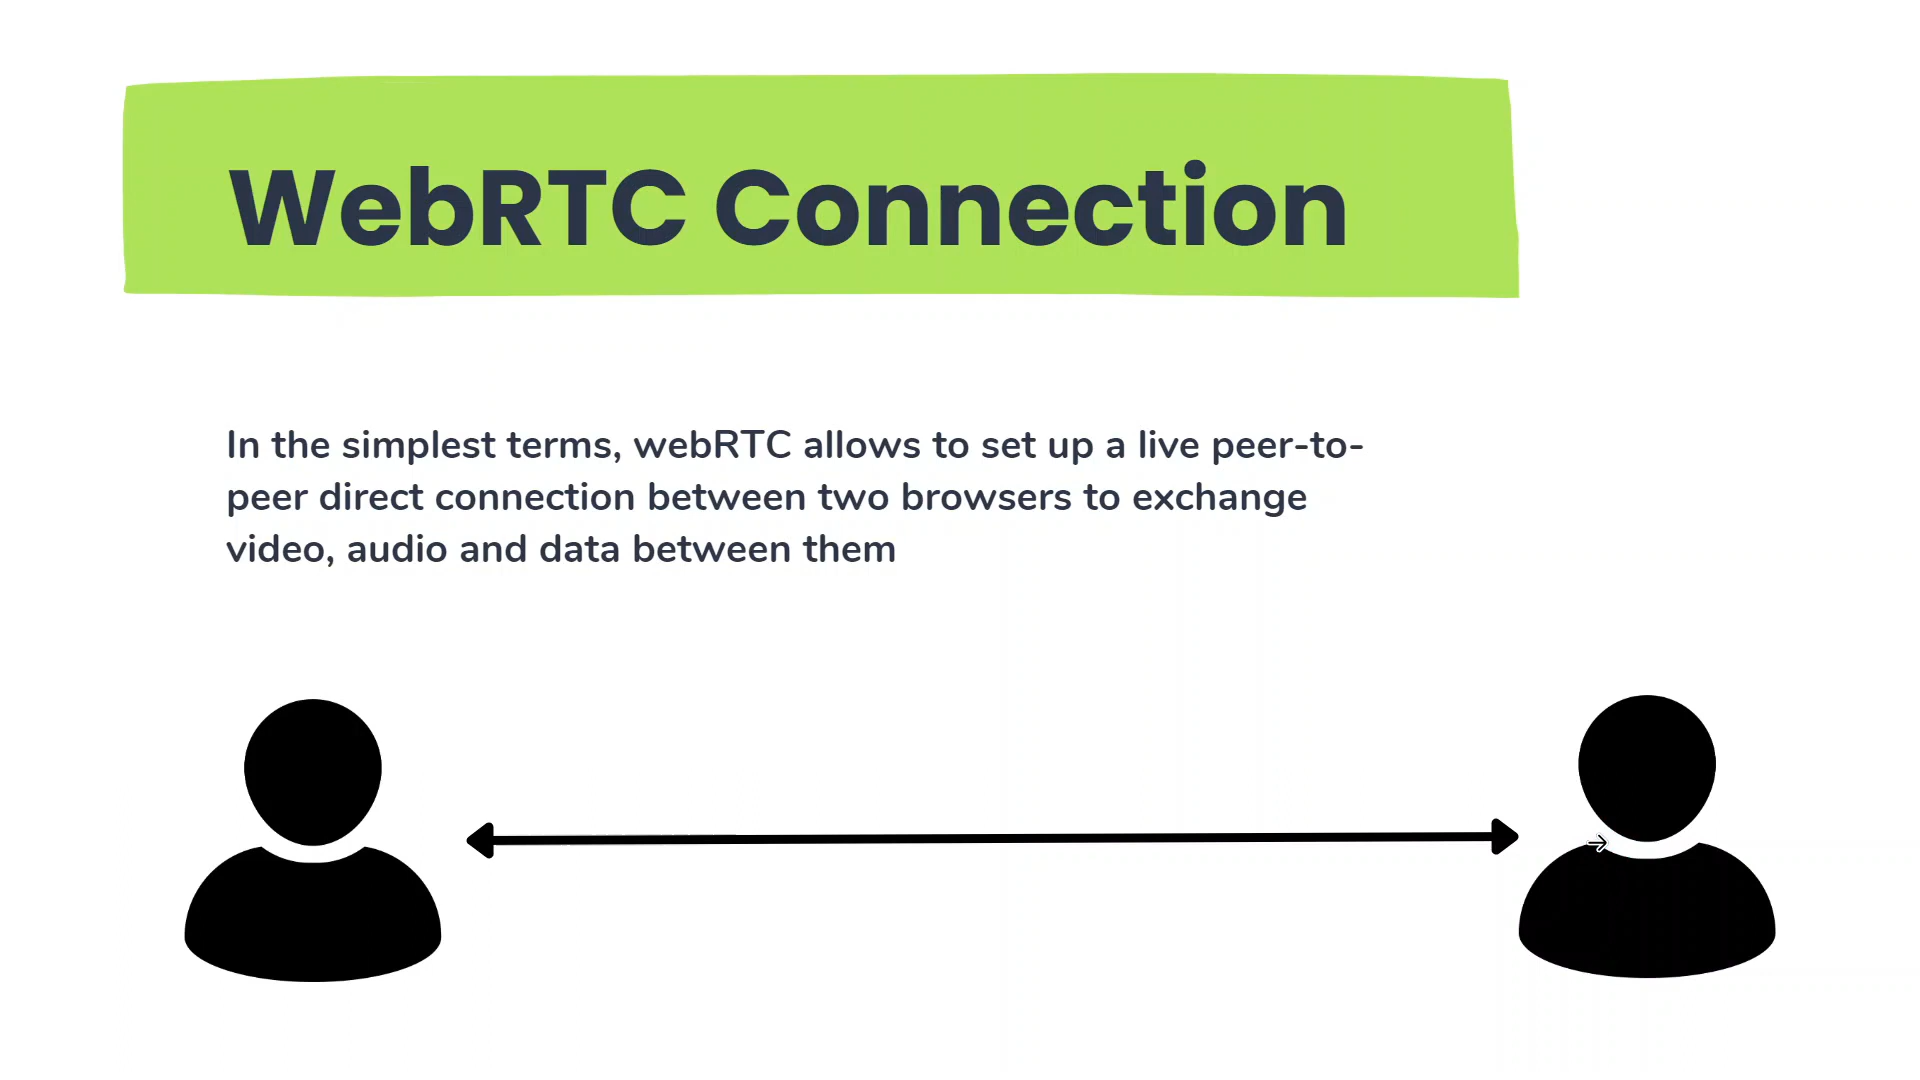 WebRTC Connection
In the simplest terms, webRTC allows to set up a live peer-to-
peer direct connection between two browsers to exchange
video, audio and data between them